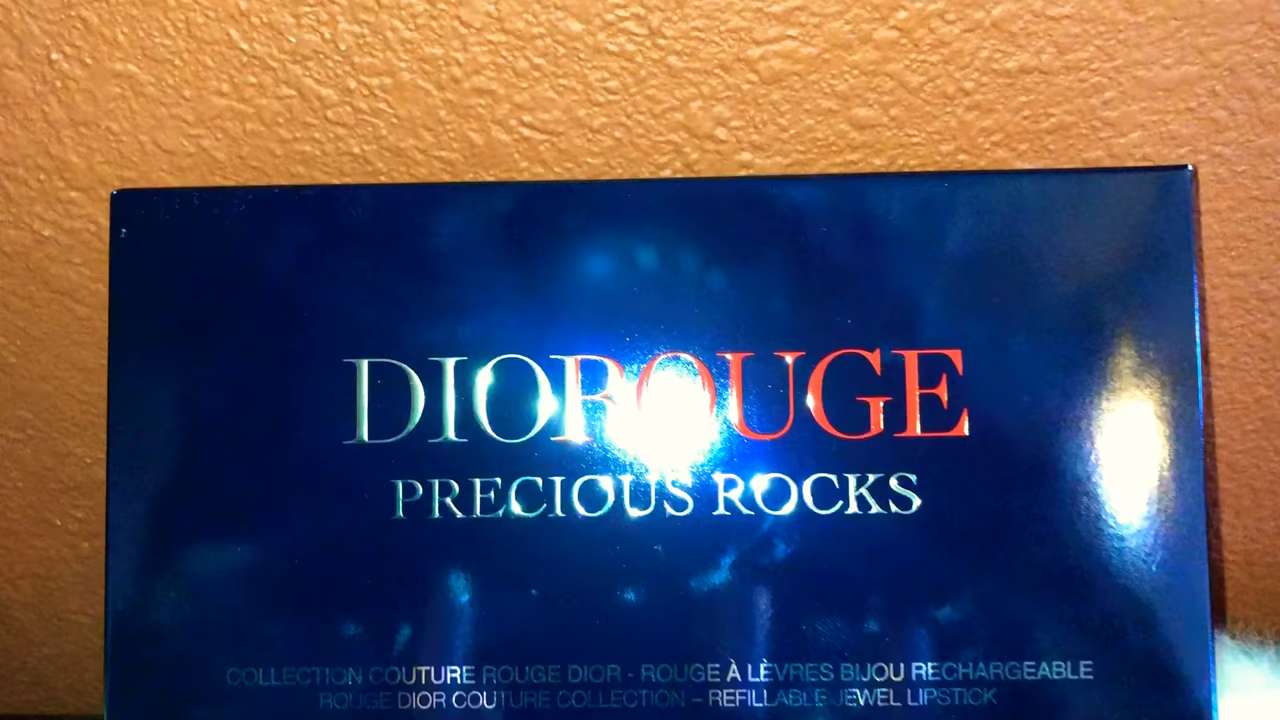 DIOROUGE
PRECIOUS ROCKS
COLLECTION COUTURE ROUGE DIOR - ROUGE À LÈVRES BIJOU RECHARGEABLE
ROUGE DIOR COUTURE COLLECTION – REFILLABLE JEWEL LIPSTICK